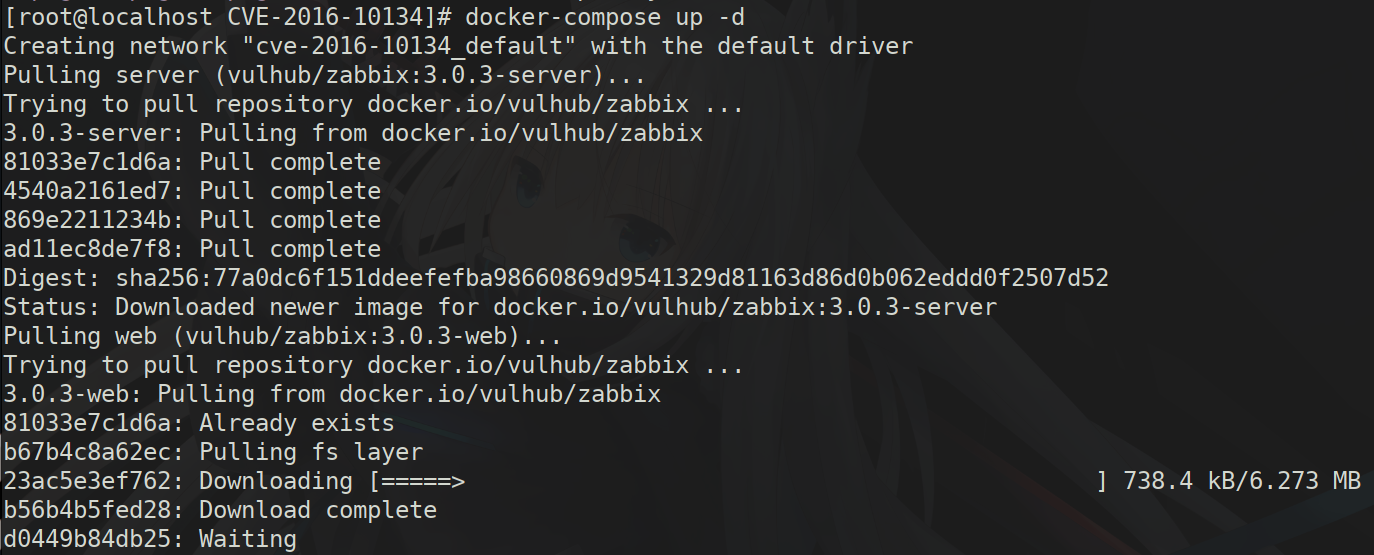 [root@localhost CVE-2016-10134]# docker-compose up -d
Creating network "cve-2016-10134_default" with the default driver
Pulling server (vulhub/zabbix:3.0.3-server)...
Trying to pull repository docker.io/vulhub/zabbix ...
3.0.3-server: Pulling from docker.io/vulhub/zabbix
81033e7c1d6a: Pull complete
4540a2161ed7: Pull complete
869e2211234b: Pull complete
ad11ec8de7f8: Pull complete
Digest: sha256:77a0dc6f151ddeefefba98660869d9541329d81163d86d0b062eddd0f2507d52
Status: Downloaded newer image for docker.io/vulhub/zabbix:3.0.3-server
Pulling web (vulhub/zabbix:3.0.3-web)...
Trying to pull repository docker.io/vulhub/zabbix ...
3.0.3-web: Pulling from docker.io/vulhub/zabbix
81033e7c1d6a: Already exists
b67b4c8a62ec: Pulling fs layer
23ac5e3ef762: Downloading [=====>                                             ] 738.4 kB/6.273 MB
b56b4b5fed28: Download complete
d0449b84db25: Waiting